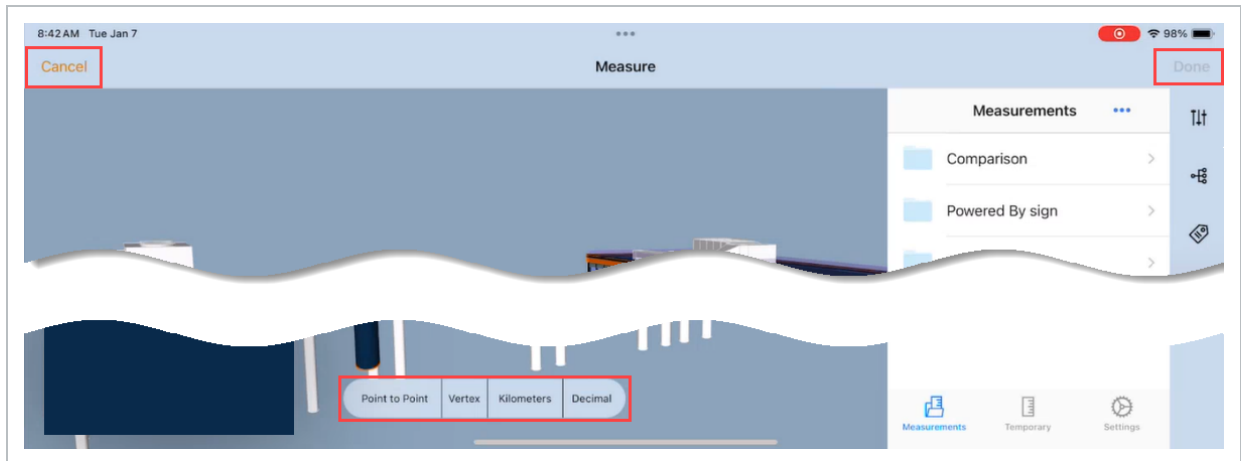 8:42 AM Tue Jan 7
98%
Cancel
Measure
Done
Measurements
Comparison
Powered By sign
Point to Point Vertex Kilometers Decimal
Measurements Temporary Settings